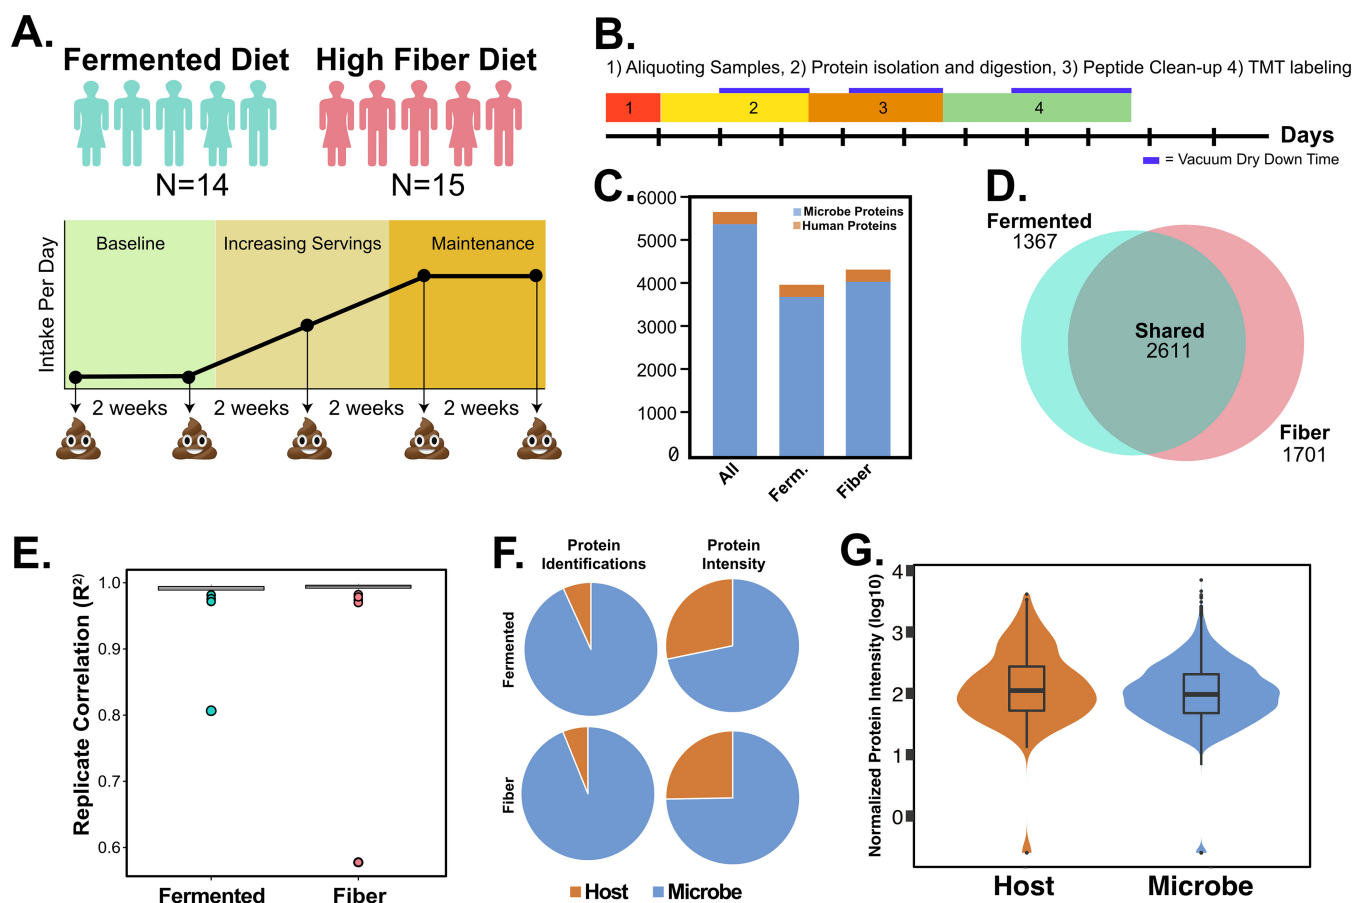 A.
Fermented Diet
High Fiber Diet
N=14
N=15
Intake Per Day
Baseline
Increasing Servings
Maintenance
2 weeks
2 weeks
2 weeks
2 weeks
B.
1) Aliquoting Samples, 2) Protein isolation and digestion, 3) Peptide Clean-up 4) TMT labeling
1
2
3
4
Days
= Vacuum Dry Down Time
C.
6000
5000
4000
3000
2000
1000
0
Microbe Proteins
Human Proteins
All
Ferm.
Fiber
D.
Fermented
1367
Shared
2611
Fiber
1701
E.
Replicate Correlation (R²)
1.0
0.9
0.8
0.7
0.6
Fermented
Fiber
F.
Protein
Identifications
Protein
Intensity
Fermented
Fiber
Host
Microbe
G.
Normalized Protein Intensity (log10)
4
3
2
1
0
Host
Microbe